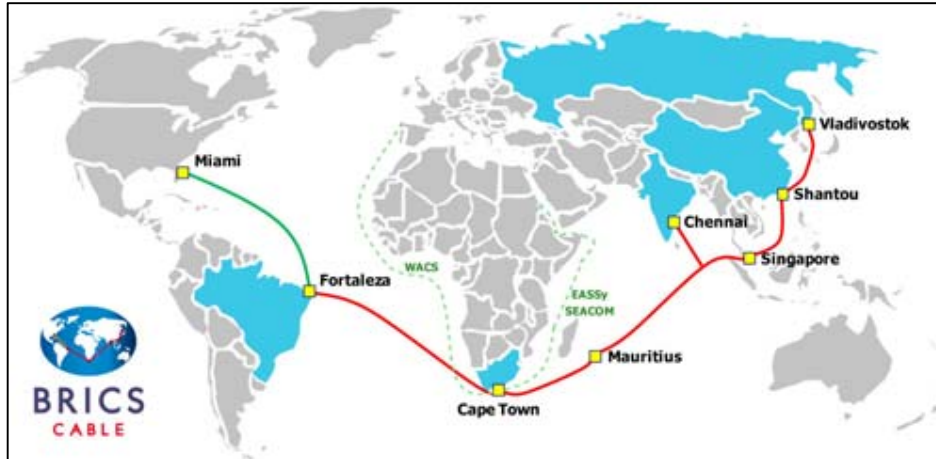 Vladivostok
Miami
Shantou
Chennai
Singapore
WACS
Fortaleza
EASSy
SEACOM
Mauritius
Cape Town
BRICS
CABLE